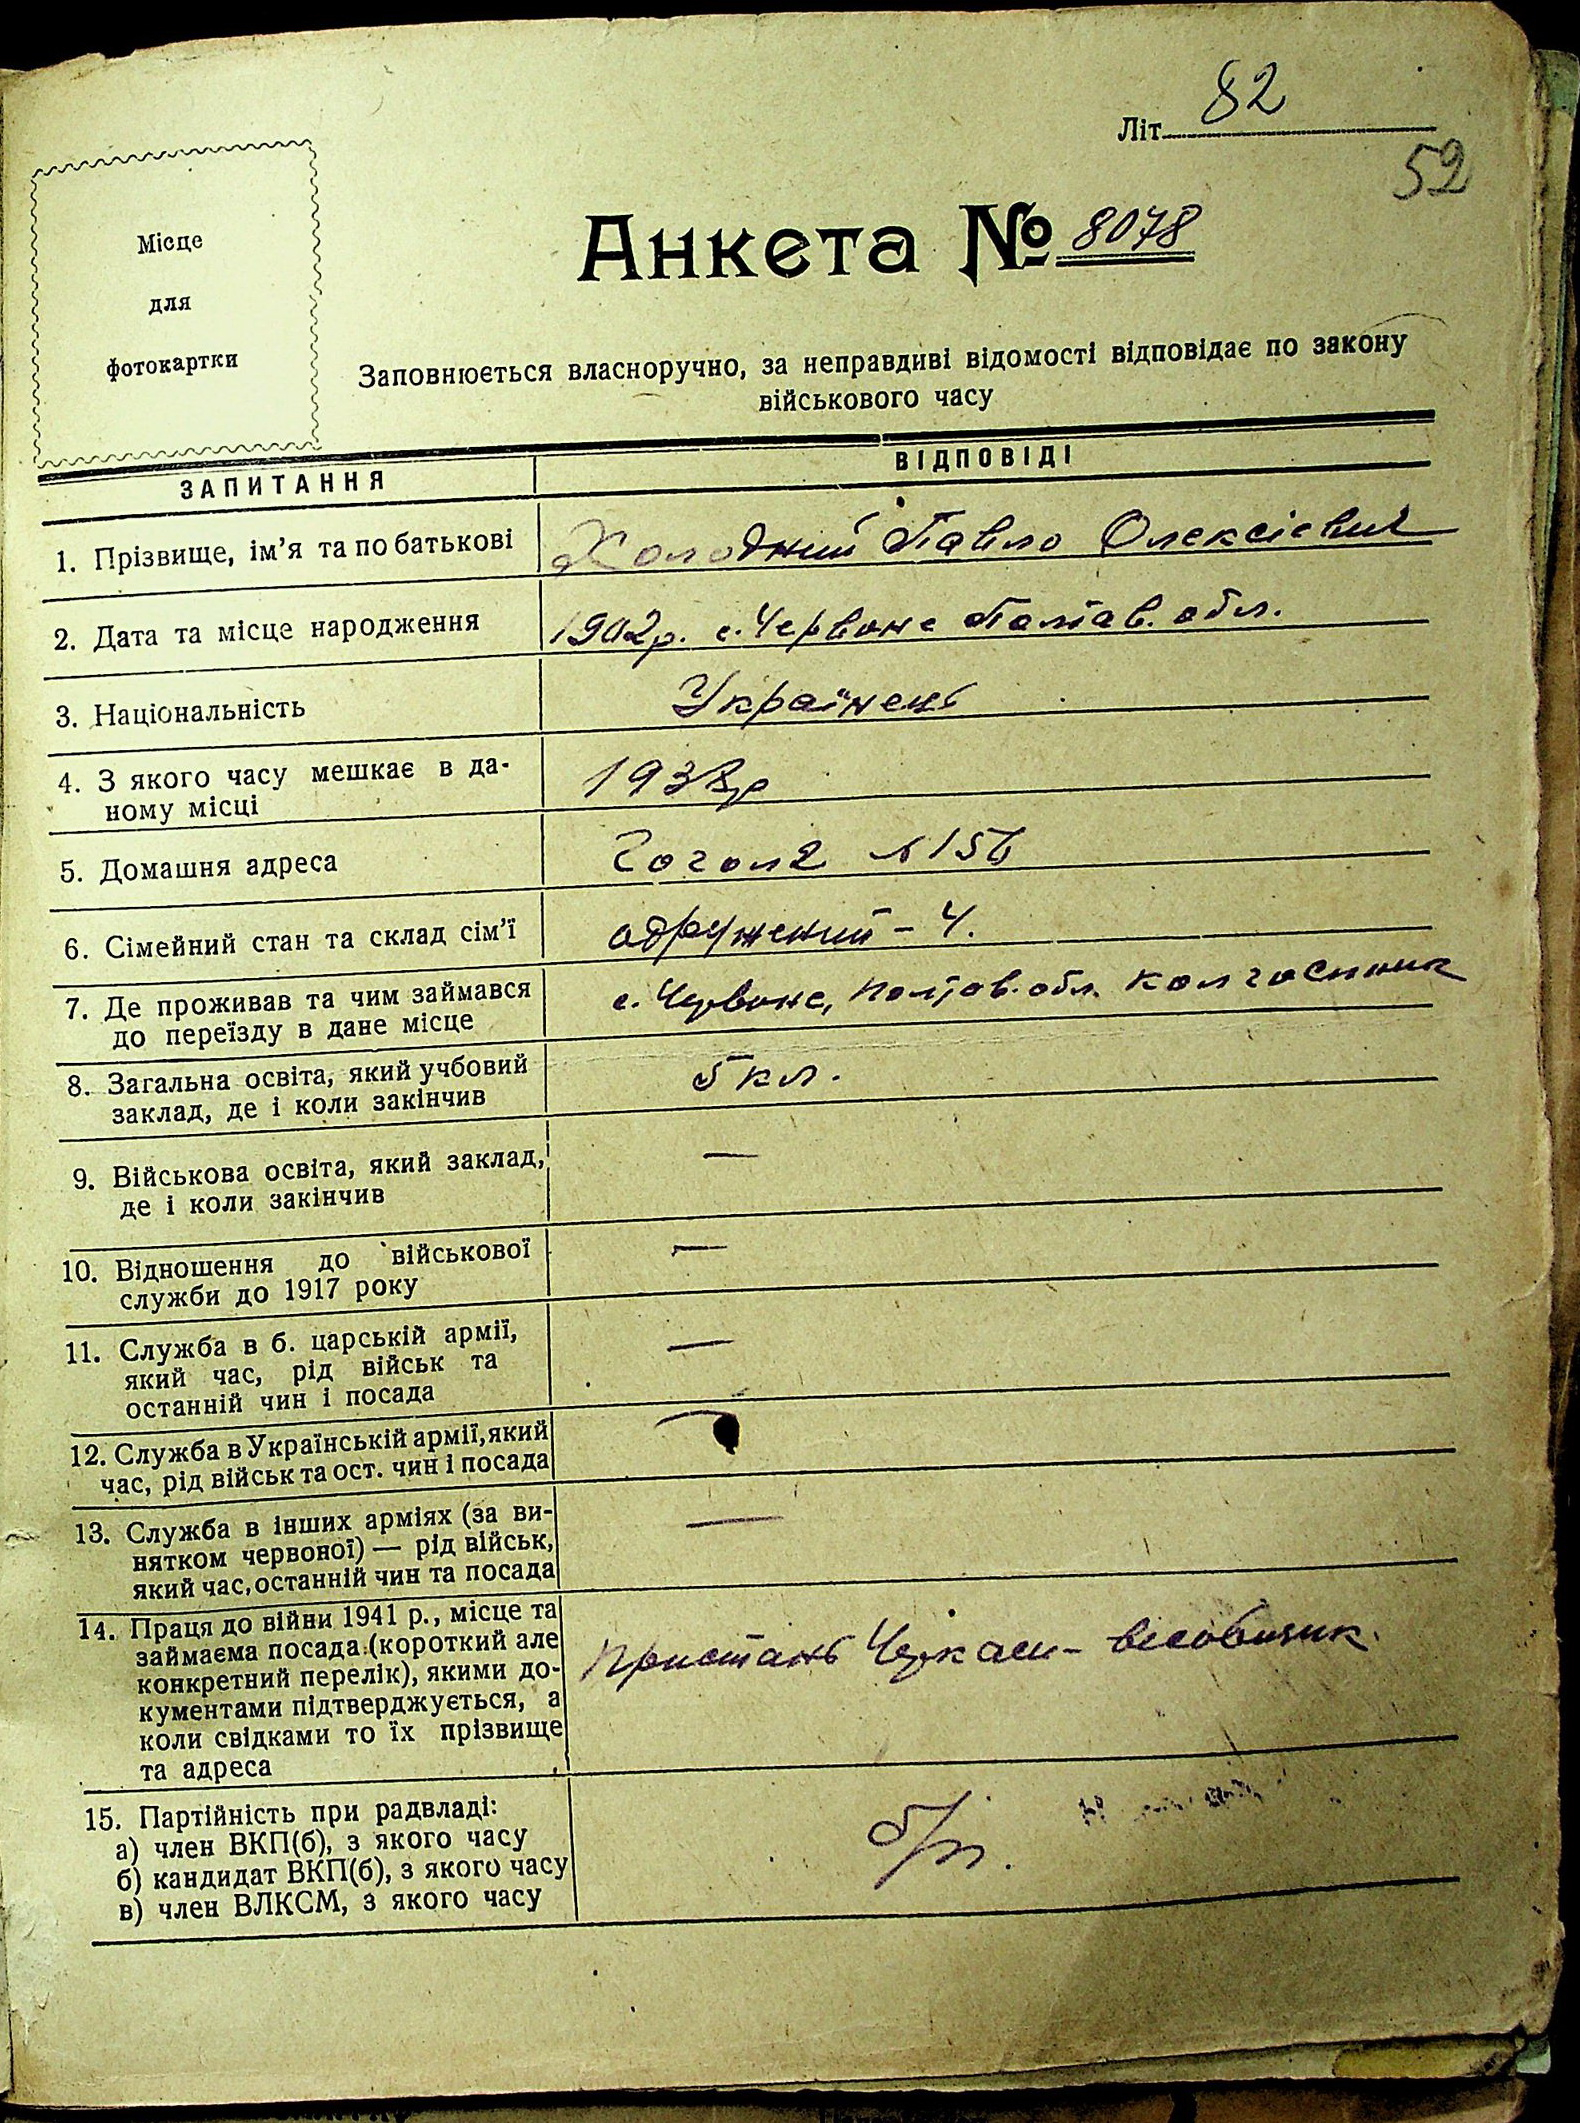 Літ. 82
52
Місце
для
фотокартки
Анкета № 8078
Заповнюється власноручно, за неправдиві відомості відповідає по закону
військового часу
ЗАПИТАННЯ
ВІДПОВІДІ
1. Прізвище, ім'я та по батькові
Холодний Павло Олексієвич
2. Дата та місце народження
1902р. с. Червоне Полтав. обл.
3. Національність
Українець
4. З якого часу мешкає в да-
ному місці
1938р
5. Домашня адреса
Гоголя №
6. Сімейний стан та склад сім'ї
одружений – 4.
7. Де проживав та чим займався
до переїзду в дане місце
с. Червоне, Полтав. обл. колгоспник
8. Загальна освіта, який учбовий
заклад, де і коли закінчив
5 кл.
9. Військова освіта, який заклад,
де і коли закінчив
—
10. Відношення до військової
служби до 1917 року
—
11. Служба в б. царській армії,
який час, рід військ та
останній чин і посада
—
12. Служба в Українській армії, який
час, рід військ та ост. чин і посада
—
13. Служба в інших арміях (за ви-
нятком червоної) — рід військ,
який час, останній чин та посада
—
14. Праця до війни 1941 р., місце та
займаєма посада (короткий але
конкретний перелік), якими до-
кументами підтверджується, а
коли свідками то їх прізвище
та адреса
Пристань Черкаси –
15. Партійність при радвладі:
а) член ВКП(б), з якого часу
б) кандидат ВКП(б), з якого часу
в) член ВЛКСМ, з якого часу
б/п.